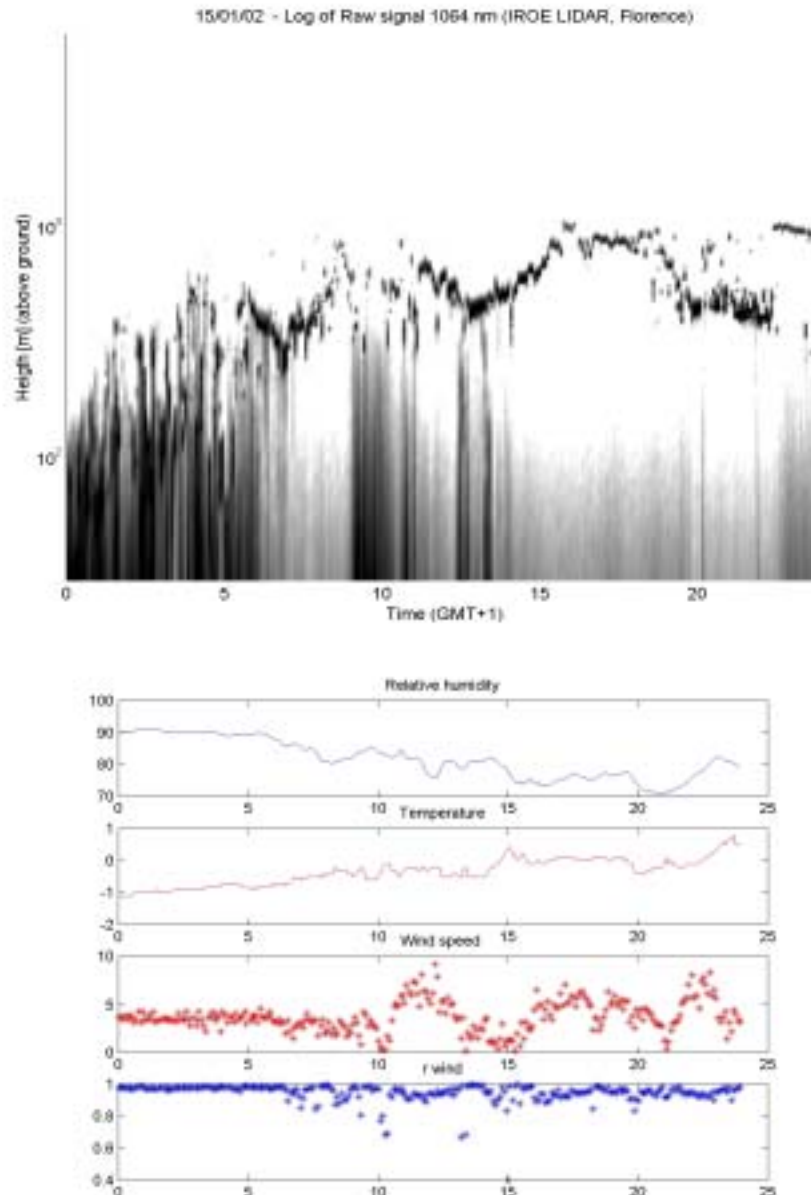 15/01/02 - Log of Raw signal 1064 nm (IROE LIDAR, Florence)
Heigh [m] (above ground)
10³
10²
0 5 10 15 20
Time (GMT+1)
Relative humidity
100
90
80
70
0 5 10 15 20 25
Temperature
1
0
-1
-2
0 5 10 15 20 25
Wind speed
10
5
0
0 5 10 15 20 25
r wind
1
0.8
0.6
0.4
0 5 10 15 20 25